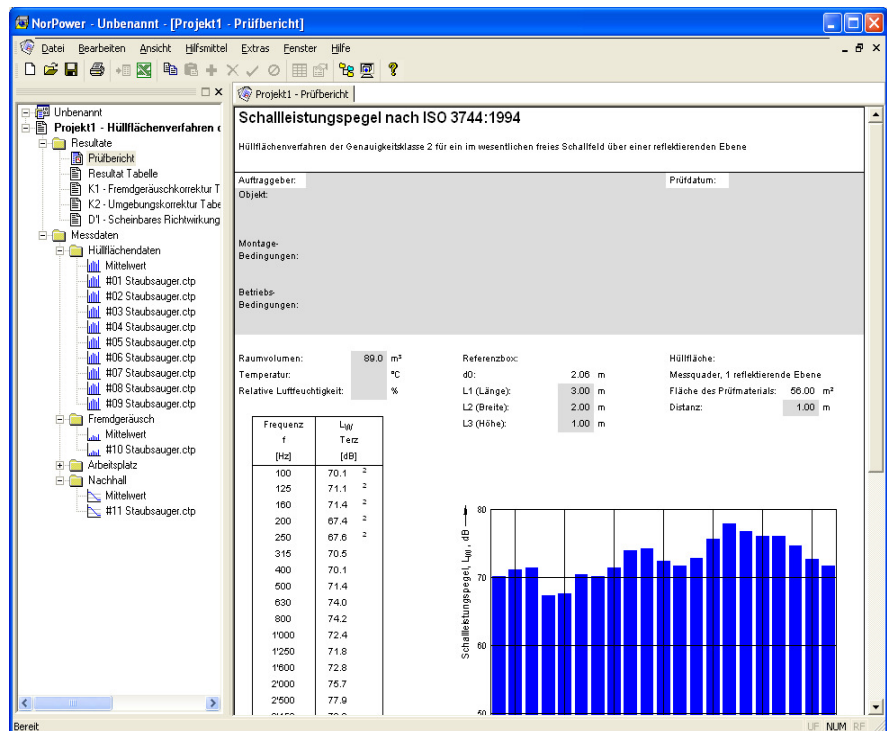 NorPower - Unbenannt - [Projekt1 - Prüfbericht]
Datei Bearbeiten Ansicht Hilfsmittel Extras Fenster Hilfe
Unbenannt
Projekt1 - Hüllflächenverfahren
Resultate
Prüfbericht
Resultat Tabelle
K1 - Fremdgeräuschkorrektur T
K2 - Umgebungskorrektur Tabe
D'I - Scheinbares Richtwirkung
Messdaten
Hüllflächendaten
Mittelwert
#01 Staubsauger.ctp
#02 Staubsauger.ctp
#03 Staubsauger.ctp
#04 Staubsauger.ctp
#05 Staubsauger.ctp
#06 Staubsauger.ctp
#07 Staubsauger.ctp
#08 Staubsauger.ctp
#09 Staubsauger.ctp
Fremdgeräusch
Mittelwert
#10 Staubsauger.ctp
Arbeitsplatz
Nachhall
Mittelwert
#11 Staubsauger.ctp
Projekt1 - Prüfbericht
Schallleistungspegel nach ISO 3744:1994
Hüllflächenverfahren der Genauigkeitsklasse 2 für ein im wesentlichen freies Schallfeld über einer reflektierenden Ebene
Auftraggeber: Prüfdatum:
Objekt:
Montage-
Bedingungen:
Betriebs-
Bedingungen:
Raumvolumen: 89.0 m³
Temperatur: °C
Relative Luftfeuchtigkeit: %
Referenzbox:
d0: 2.06 m
L1 (Länge): 3.00 m
L2 (Breite): 2.00 m
L3 (Höhe): 1.00 m
Hüllfläche:
Messquader, 1 reflektierende Ebene
Fläche des Prüfmaterials: 56.00 m²
Distanz: 1.00 m
Frequenz LW
f Terz
[Hz] [dB]
100 70.1 2
125 71.1 2
160 71.4 2
200 67.4 2
250 67.6 2
315 70.5
400 70.1
500 71.4
630 74.0
800 74.2
1'000 72.4
1'250 71.8
1'600 72.8
2'000 75.7
2'500 77.9
Schallleistungspegel, LW, dB
80
70
60
50
Bereit UF NUM RF